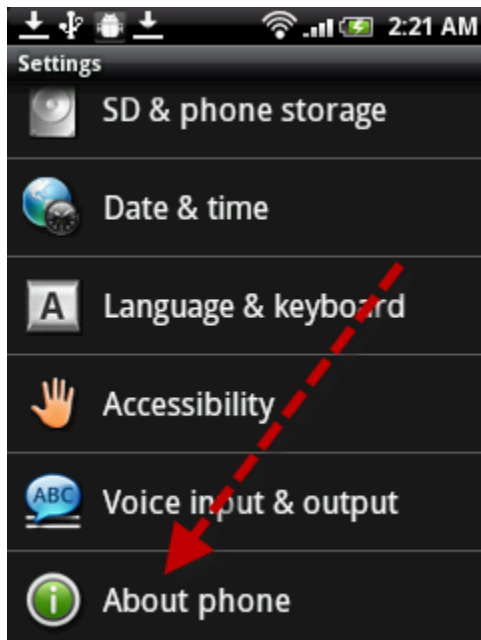 2:21 AM
Settings
SD & phone storage
Date & time
A
Language & keyboard
Accessibility
ABC
Voice input & output
i
About phone